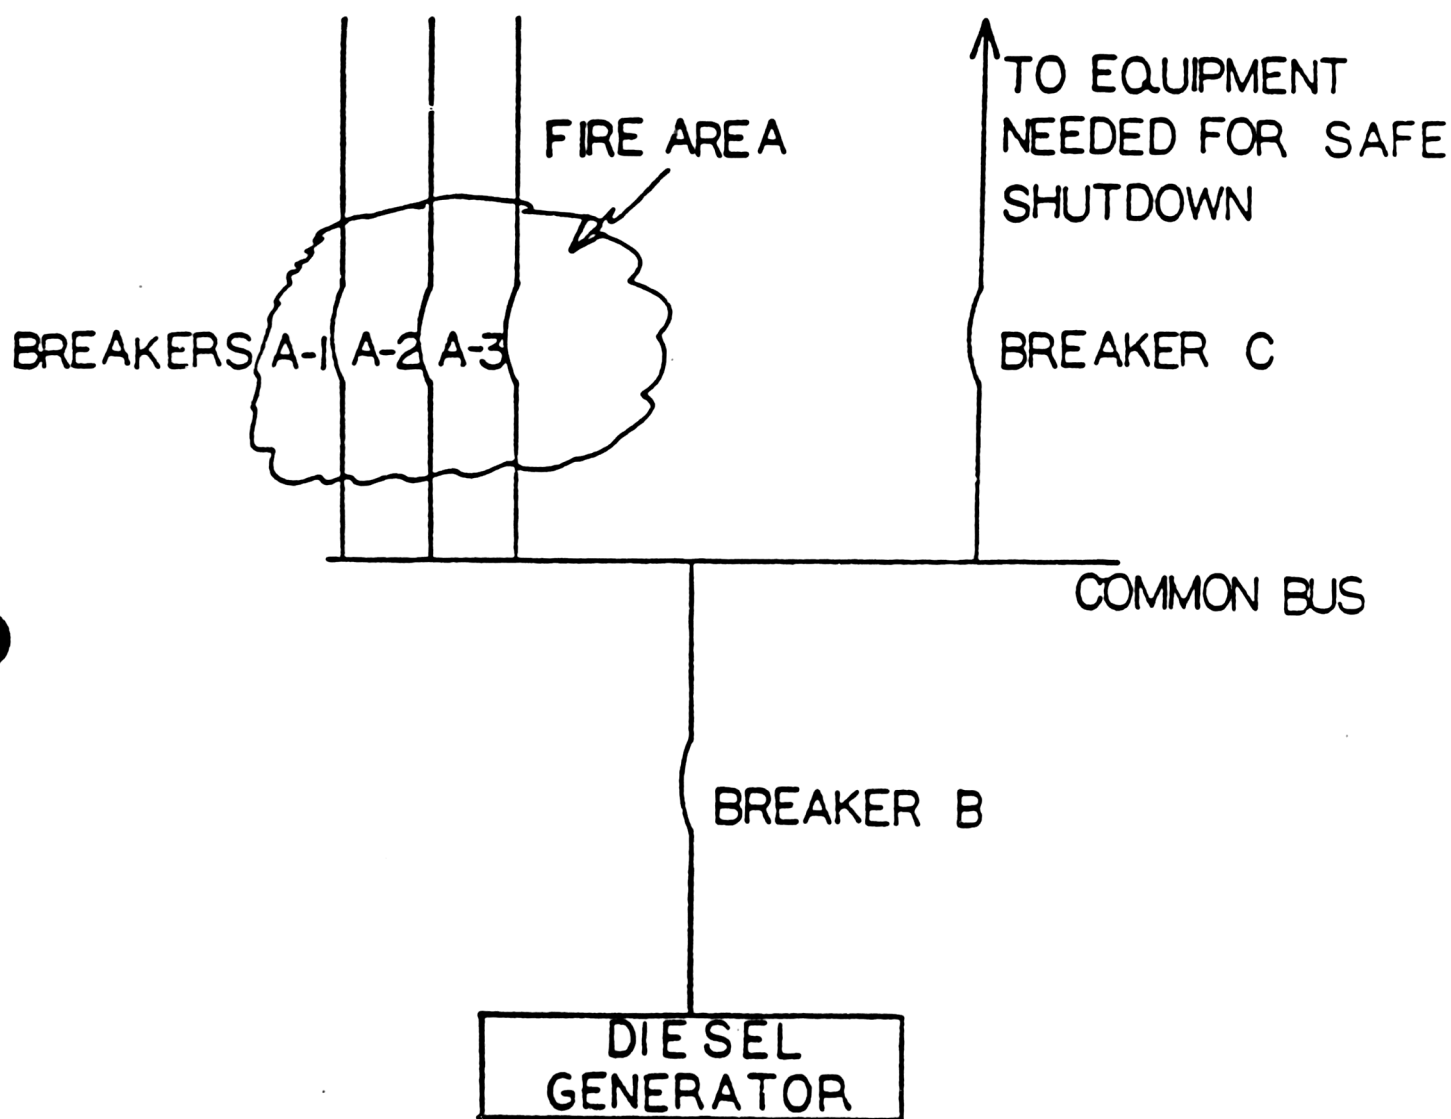 TO EQUIPMENT
NEEDED FOR SAFE
SHUTDOWN
FIRE AREA
BREAKERS A-1 A-2 A-3
BREAKER C
COMMON BUS
BREAKER B
DIESEL
GENERATOR